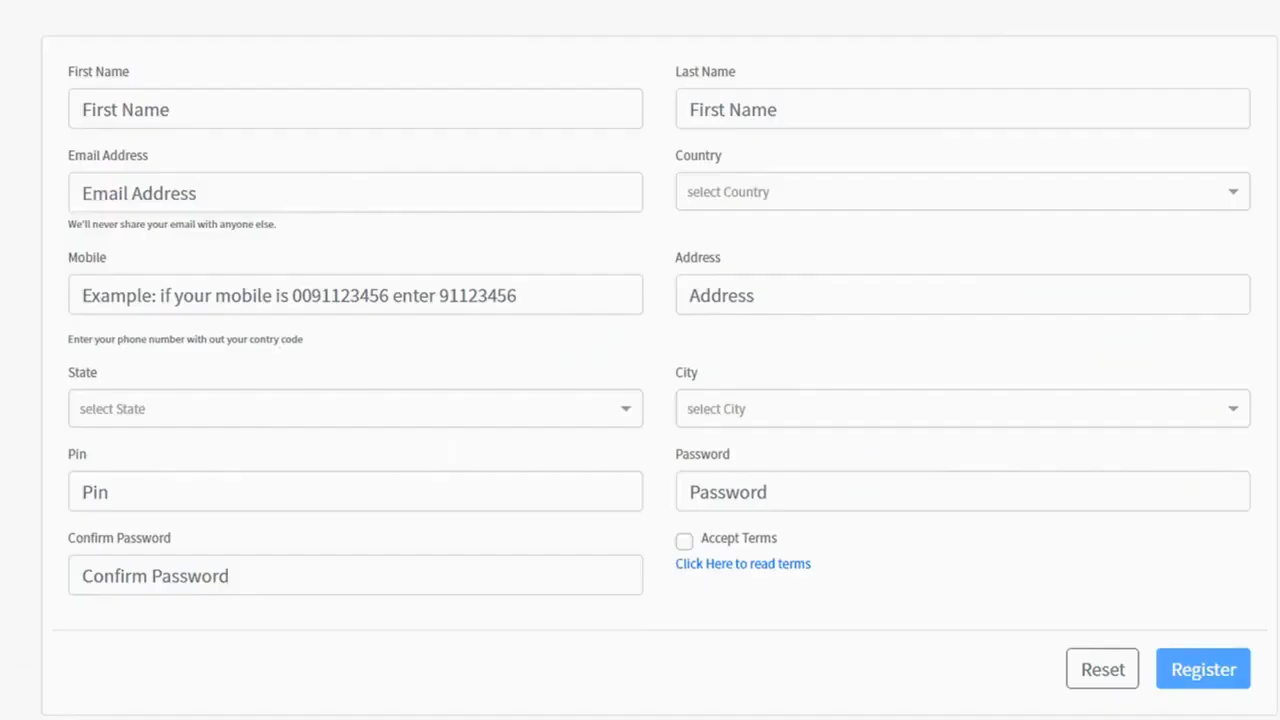 First Name
Last Name
First Name
First Name
Email Address
Country
Email Address
select Country
We'll never share your email with anyone else.
Mobile
Address
Example: if your mobile is 0091123456 enter 91123456
Address
Enter your phone number with out your contry code
State
City
select State
select City
Pin
Password
Pin
Password
Confirm Password
Accept Terms
Confirm Password
Click Here to read terms
Reset
Register